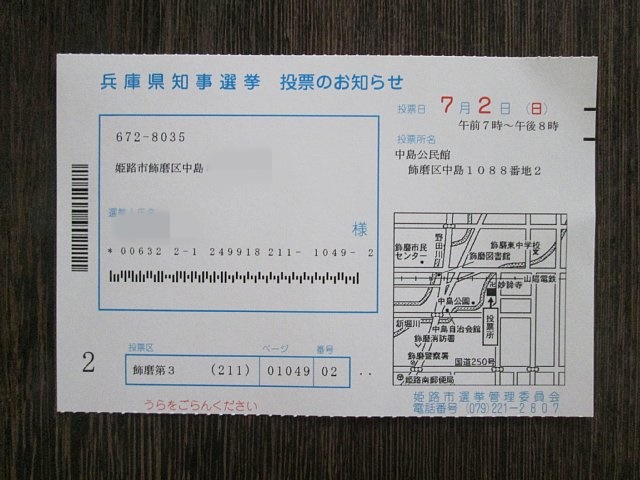 兵庫県知事選挙 投票のお知らせ
投票日 7月2日(日)
午前7時～午後8時
投票所名
中島公民館
飾磨区中島1088番地2
672-8035
姫路市飾磨区中島
様
*00632 2-1 249918 211- 1049- 2
野田川
飾磨市民センター
飾磨東中学校
飾磨図書館
山陽電鉄
卍妙諦寺
中島公園
投票所
新堀川
中島自治会館
飾磨消防署
飾磨警察署
国道250号
姫路南郵便局
2
投票区 ページ 番号
飾磨第3 (211) 01049 02 ..
うらをごらんください
姫路市選挙管理委員会
電話番号 (079)221-2807